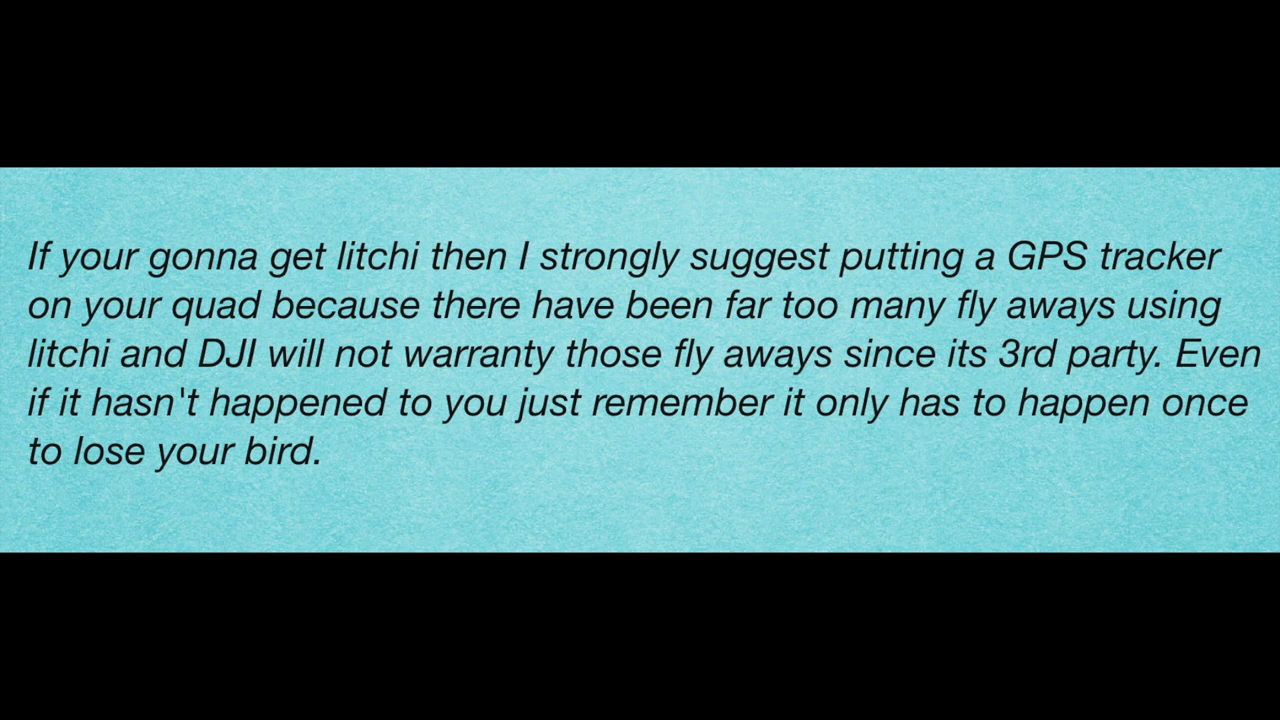 If your gonna get litchi then I strongly suggest putting a GPS tracker
on your quad because there have been far too many fly aways using
litchi and DJI will not warranty those fly aways since its 3rd party. Even
if it hasn't happened to you just remember it only has to happen once
to lose your bird.